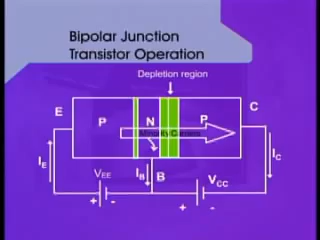 Bipolar Junction
Transistor Operation
Depletion region
E
C
P
N
P
Minority Carriers
IE
IC
VEE
IB
B
VCC
+ -
+ -